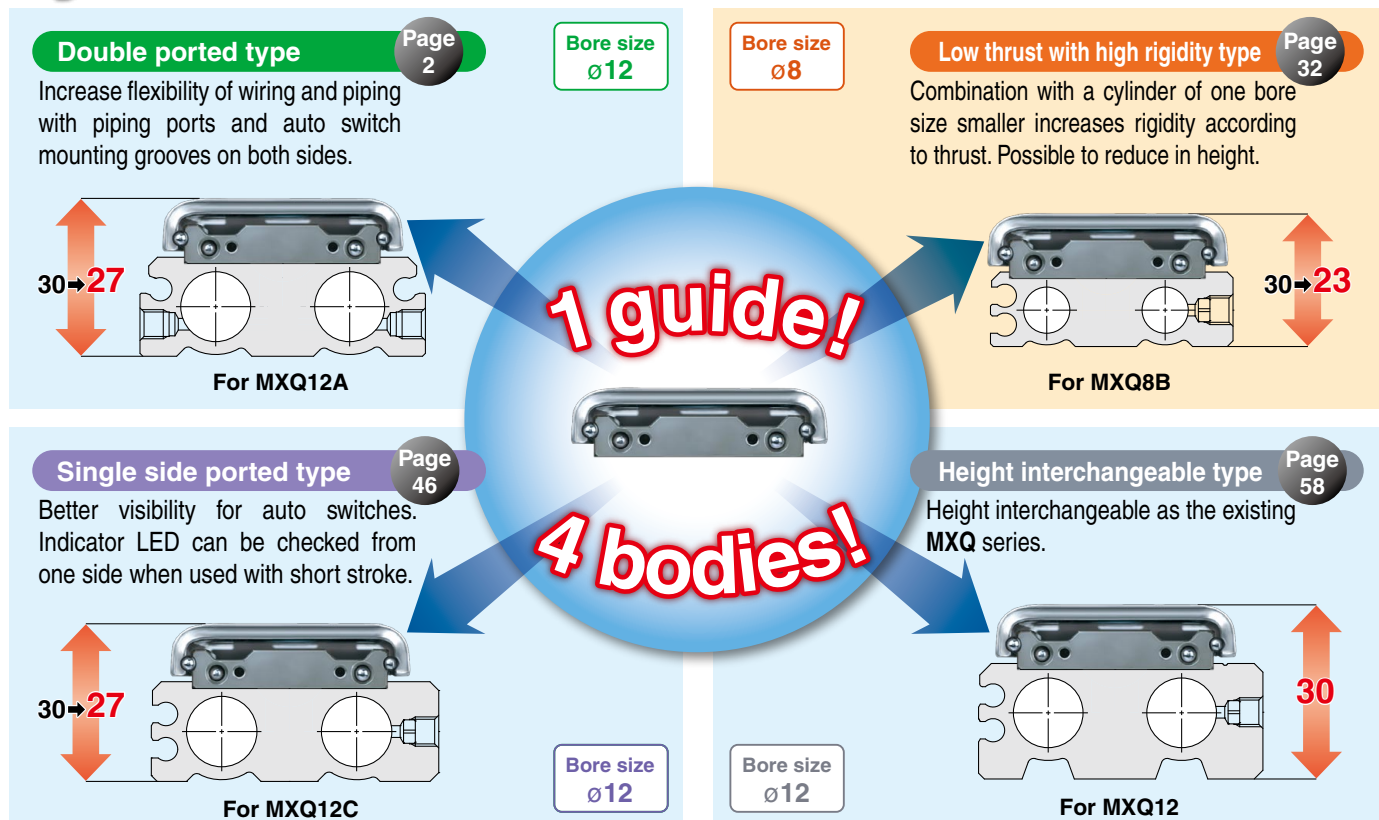 Double ported type
Page
2
Increase flexibility of wiring and piping
with piping ports and auto switch
mounting grooves on both sides.
Bore size
ø12
30➡27
For MXQ12A
Bore size
ø8
Low thrust with high rigidity type
Page
32
Combination with a cylinder of one bore
size smaller increases rigidity according
to thrust. Possible to reduce in height.
30➡23
For MXQ8B
1 guide!
4 bodies!
Single side ported type
Page
46
Better visibility for auto switches.
Indicator LED can be checked from
one side when used with short stroke.
30➡27
For MXQ12C
Bore size
ø12
Height interchangeable type
Page
58
Height interchangeable as the existing
MXQ series.
30
Bore size
ø12
For MXQ12